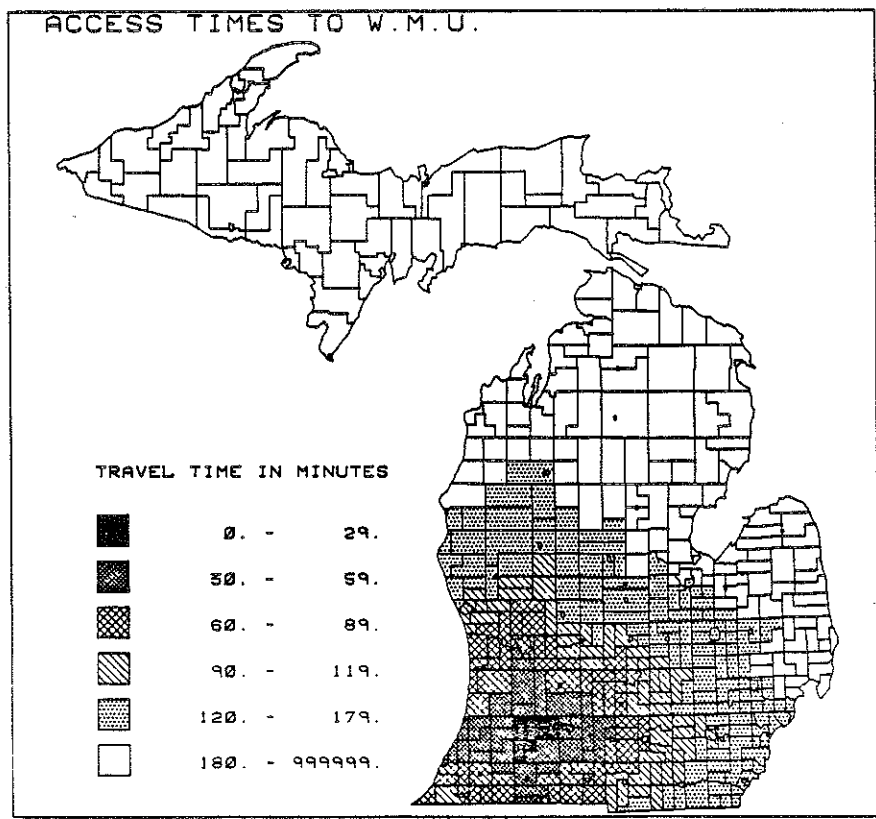 ACCESS TIMES TO W.M.U.
TRAVEL TIME IN MINUTES
0. - 29.
30. - 59.
60. - 89.
90. - 119.
120. - 179.
180. - 999999.